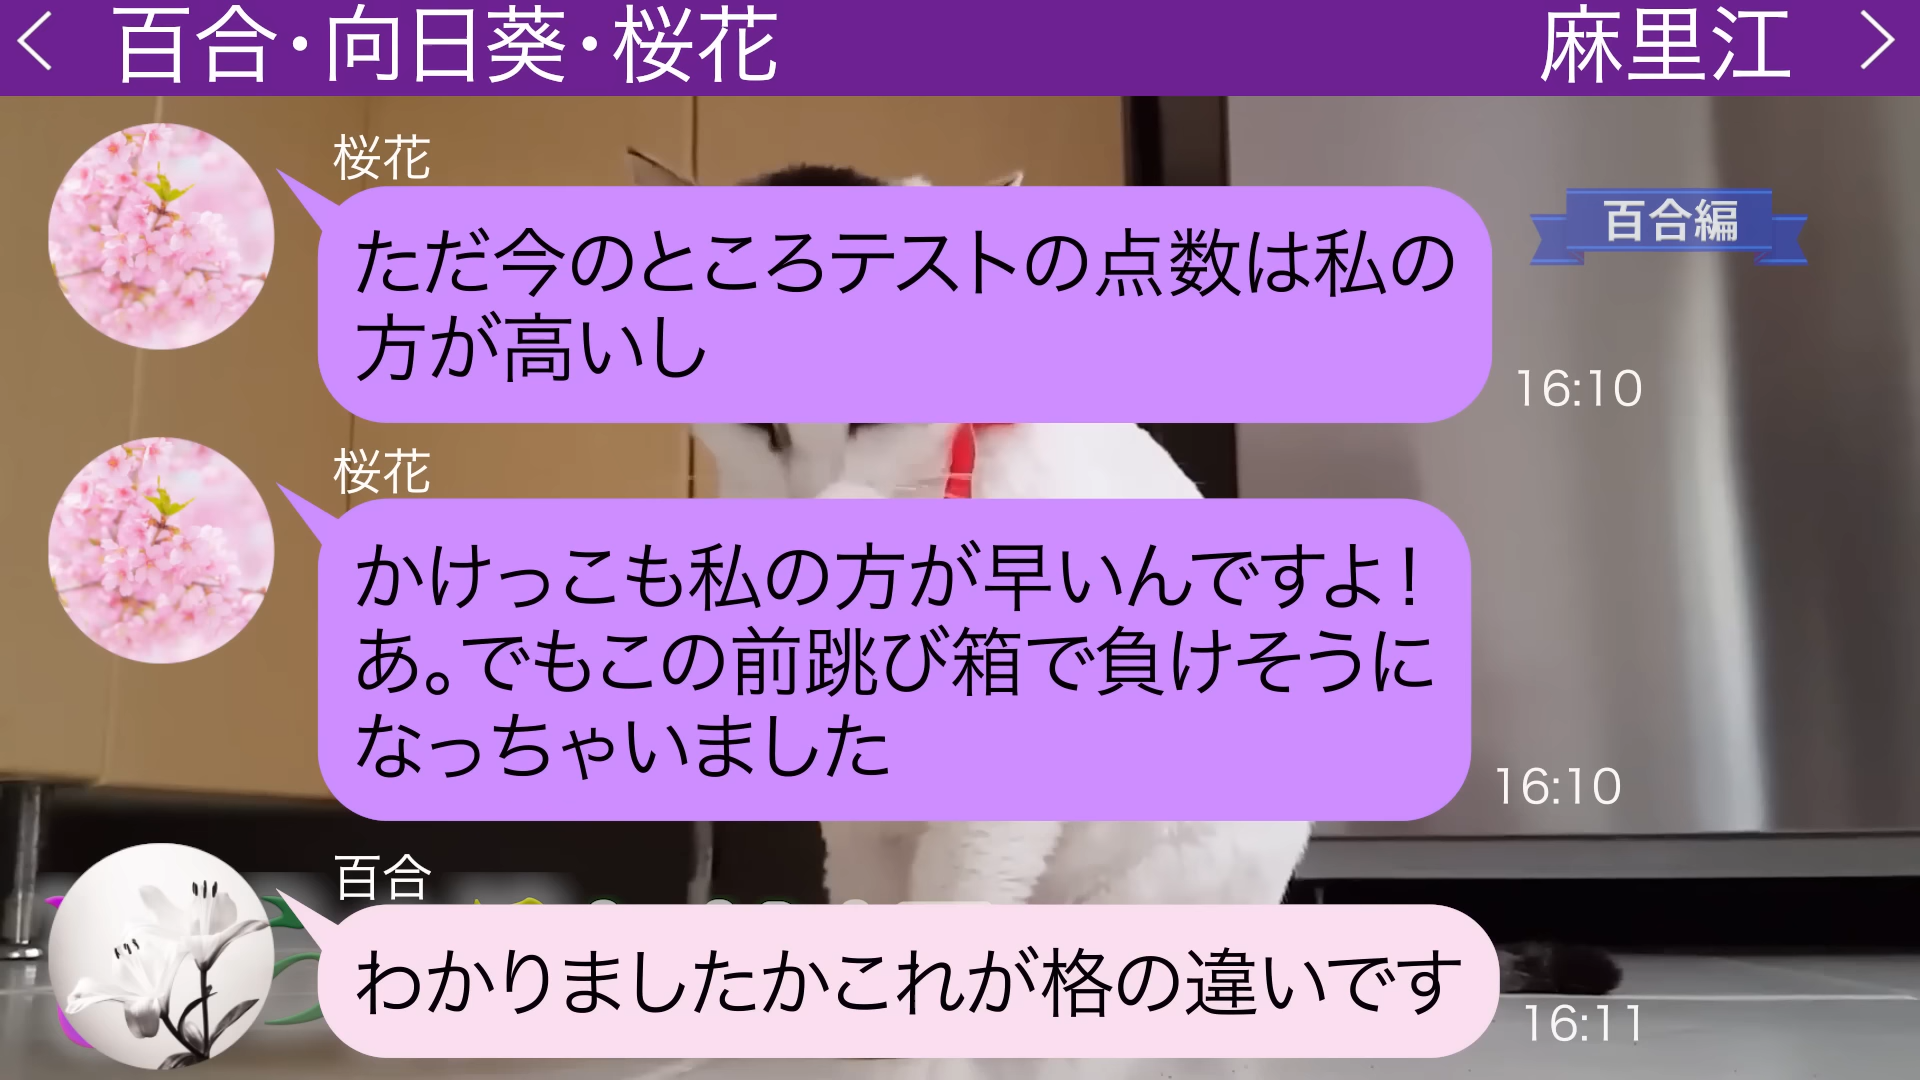 百合・向日葵・桜花
麻里江
桜花
百合編
ただ今のところテストの点数は私の
方が高いし
16:10
桜花
かけっこも私の方が早いんですよ!
あ。でもこの前跳び箱で負けそうに
なっちゃいました
16:10
百合
わかりましたかこれが格の違いです
16:11